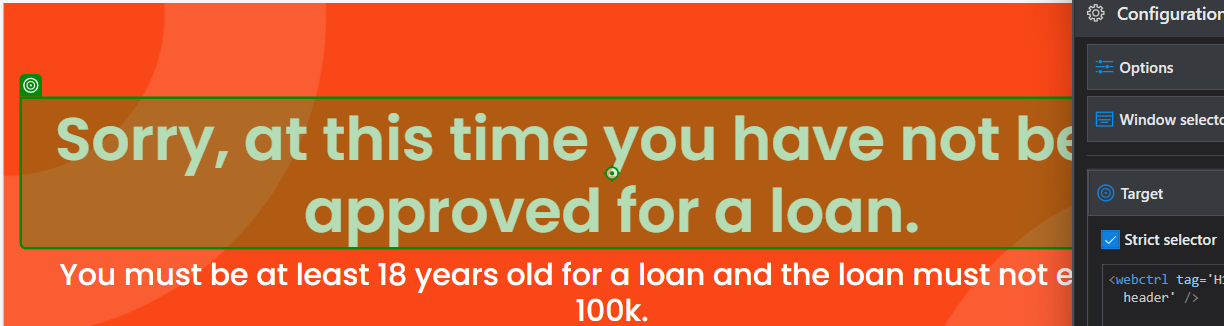 Sorry, at this time you have not be
approved for a loan.
You must be at least 18 years old for a loan and the loan must not e
100k.
Configuration
Options
Window selecto
Target
Strict selector
<webctrl tag='H1
header' />